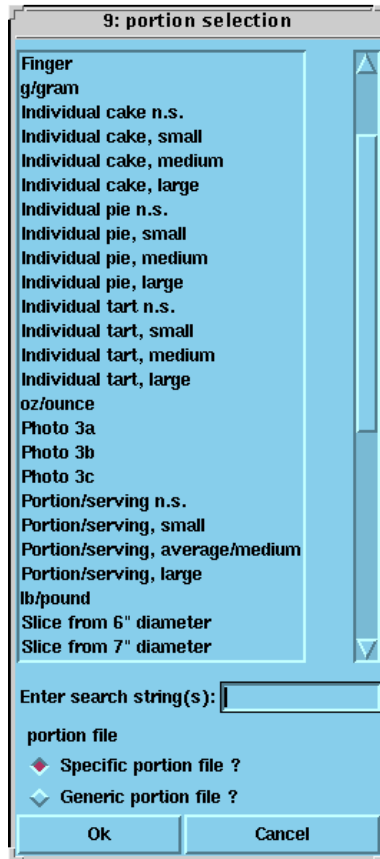 9: portion selection
Finger
g/gram
Individual cake n.s.
Individual cake, small
Individual cake, medium
Individual cake, large
Individual pie n.s.
Individual pie, small
Individual pie, medium
Individual pie, large
Individual tart n.s.
Individual tart, small
Individual tart, medium
Individual tart, large
oz/ounce
Photo 3a
Photo 3b
Photo 3c
Portion/serving n.s.
Portion/serving, small
Portion/serving, average/medium
Portion/serving, large
lb/pound
Slice from 6" diameter
Slice from 7" diameter
Enter search string(s):
portion file
Specific portion file ?
Generic portion file ?
Ok Cancel